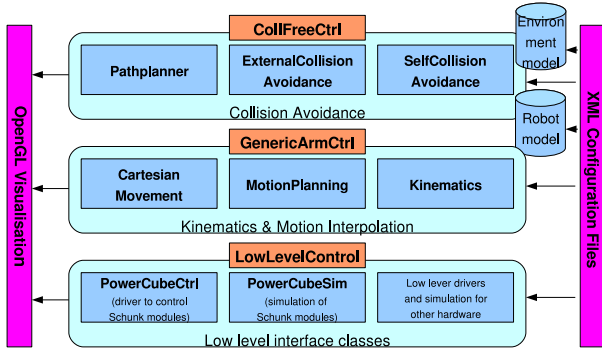 CollFreeCtrl
Environ
ment
model
Pathplanner
ExternalCollision
Avoidance
SelfCollision
Avoidance
Collision Avoidance
Robot
model
GenericArmCtrl
Cartesian
Movement
MotionPlanning
Kinematics
Kinematics & Motion Interpolation
LowLevelControl
PowerCubeCtrl
(driver to control
Schunk modules)
PowerCubeSim
(simulation of
Schunk modules)
Low lever drivers
and simulation for
other hardware
Low level interface classes
OpenGL Visualisation
XML Configuration Files